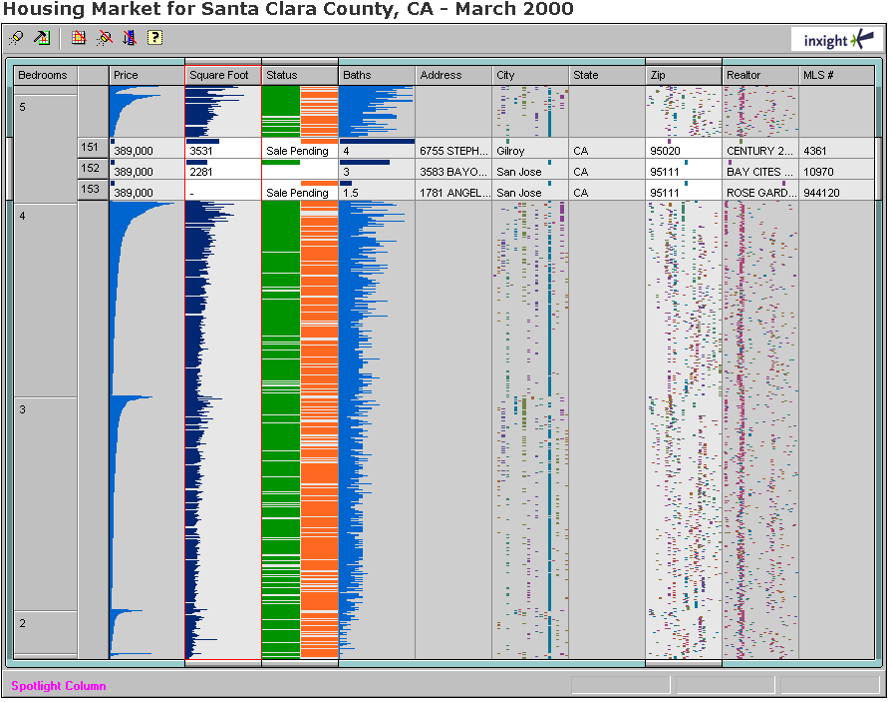 Housing Market for Santa Clara County, CA - March 2000
?
inxight
Bedrooms Price Square Foot Status Baths Address City State Zip Realtor MLS #
5
151 389,000 3531 Sale Pending 4 6755 STEPH... Gilroy CA 95020 CENTURY 2... 4361
152 389,000 2281 3 3583 BAYO... San Jose CA 95111 BAY CITES ... 10970
153 389,000 - Sale Pending 1.5 1781 ANGEL... San Jose CA 95111 ROSE GARD... 944120
4
3
2
Spotlight Column